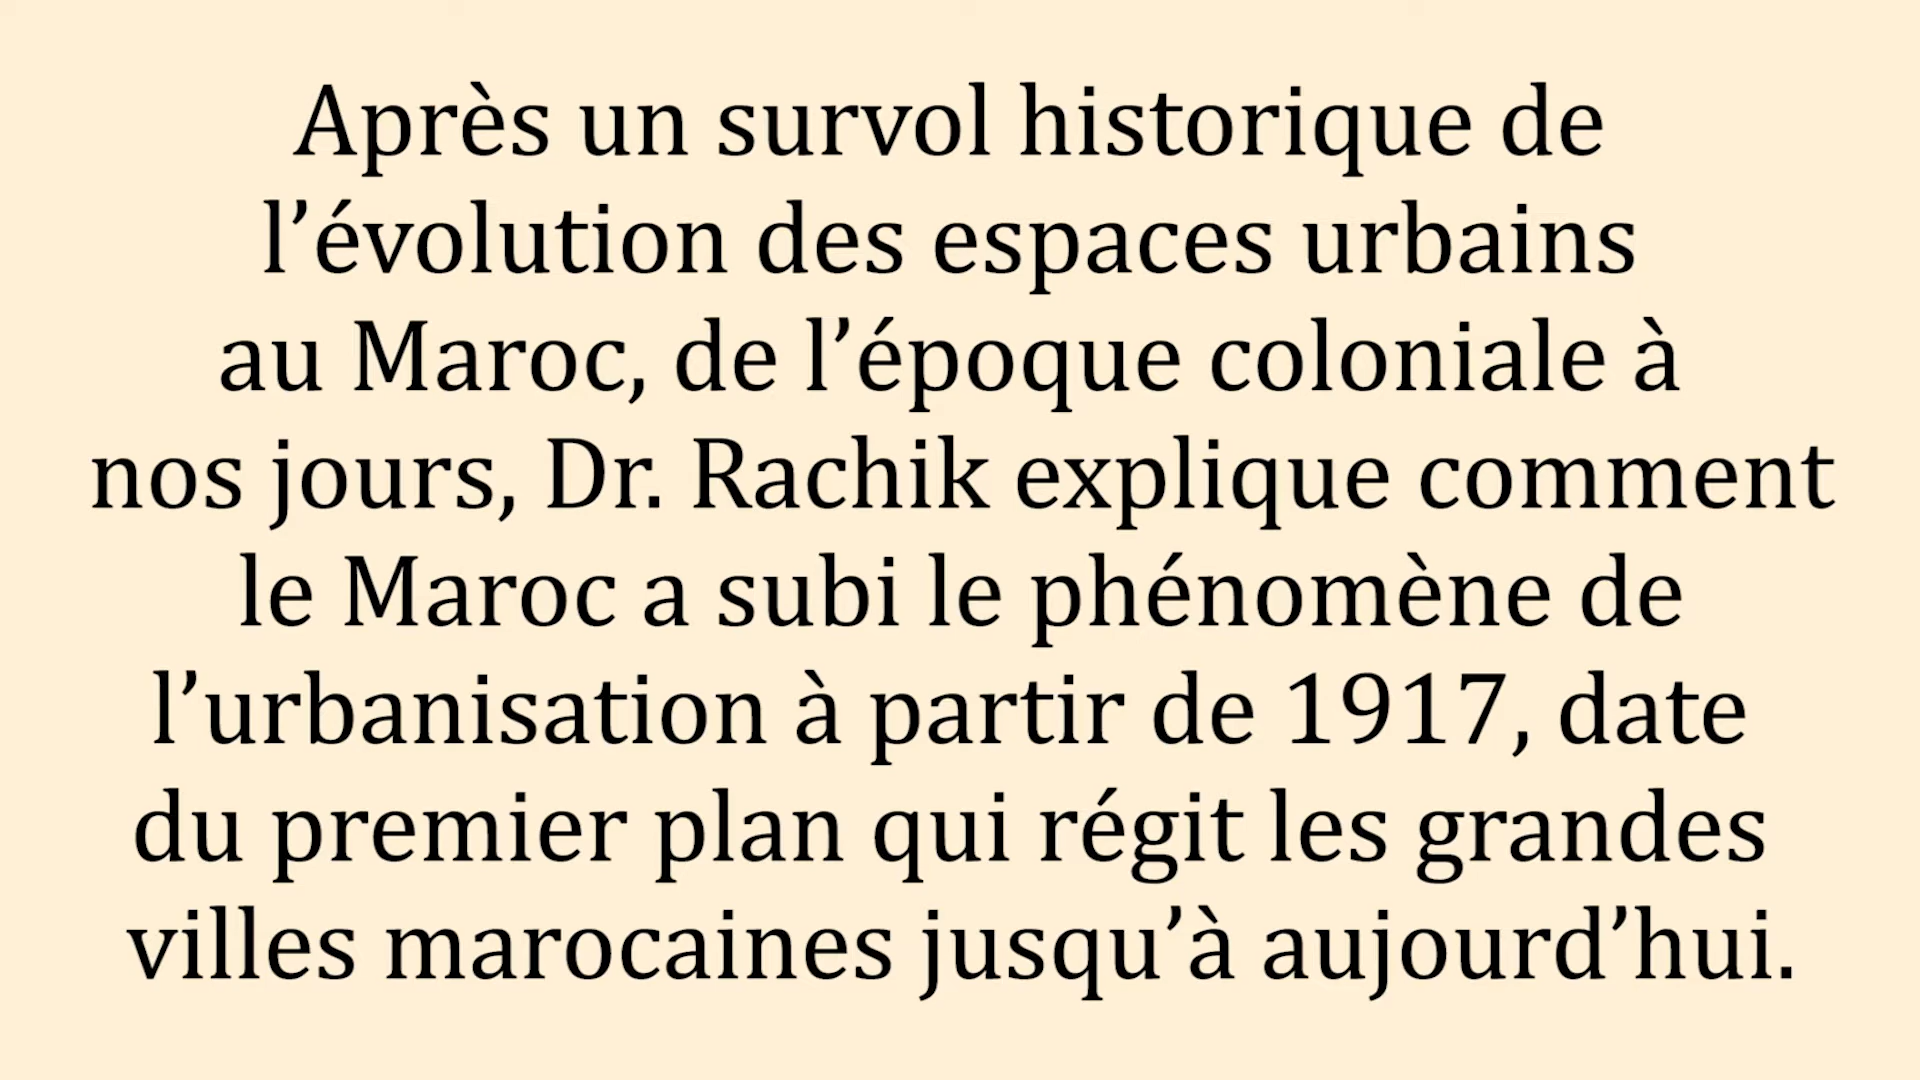 Après un survol historique de
l’évolution des espaces urbains
au Maroc, de l’époque coloniale à
nos jours, Dr. Rachik explique comment
le Maroc a subi le phénomène de
l’urbanisation à partir de 1917, date
du premier plan qui régit les grandes
villes marocaines jusqu’à aujourd’hui.